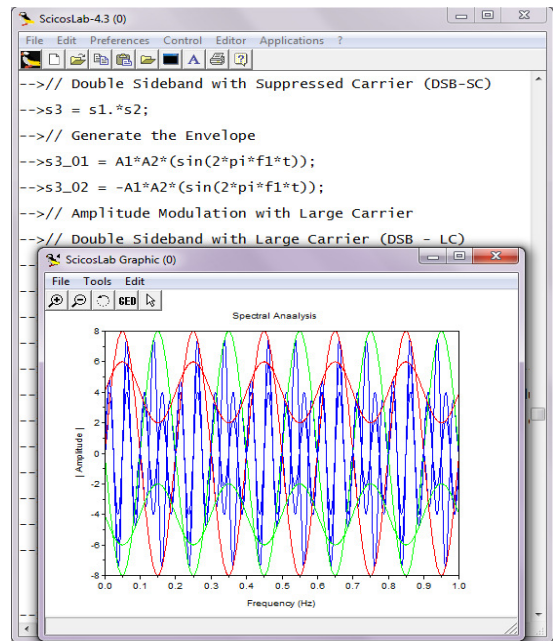 ScicosLab-4.3 (0)
File Edit Preferences Control Editor Applications ?
-->// Double Sideband with Suppressed Carrier (DSB-SC)
-->s3 = s1.*s2;
-->// Generate the Envelope
-->s3_01 = A1*A2*(sin(2*pi*f1*t));
-->s3_02 = -A1*A2*(sin(2*pi*f1*t));
-->// Amplitude Modulation with Large Carrier
-->// Double Sideband with Large Carrier (DSB - LC)
ScicosLab Graphic (0)
File Tools Edit
GED
Spectral Anaalysis
| Amplitude |
8
6
4
2
0
-2
-4
-6
-8
0.0 0.1 0.2 0.3 0.4 0.5 0.6 0.7 0.8 0.9 1.0
Frequency (Hz)